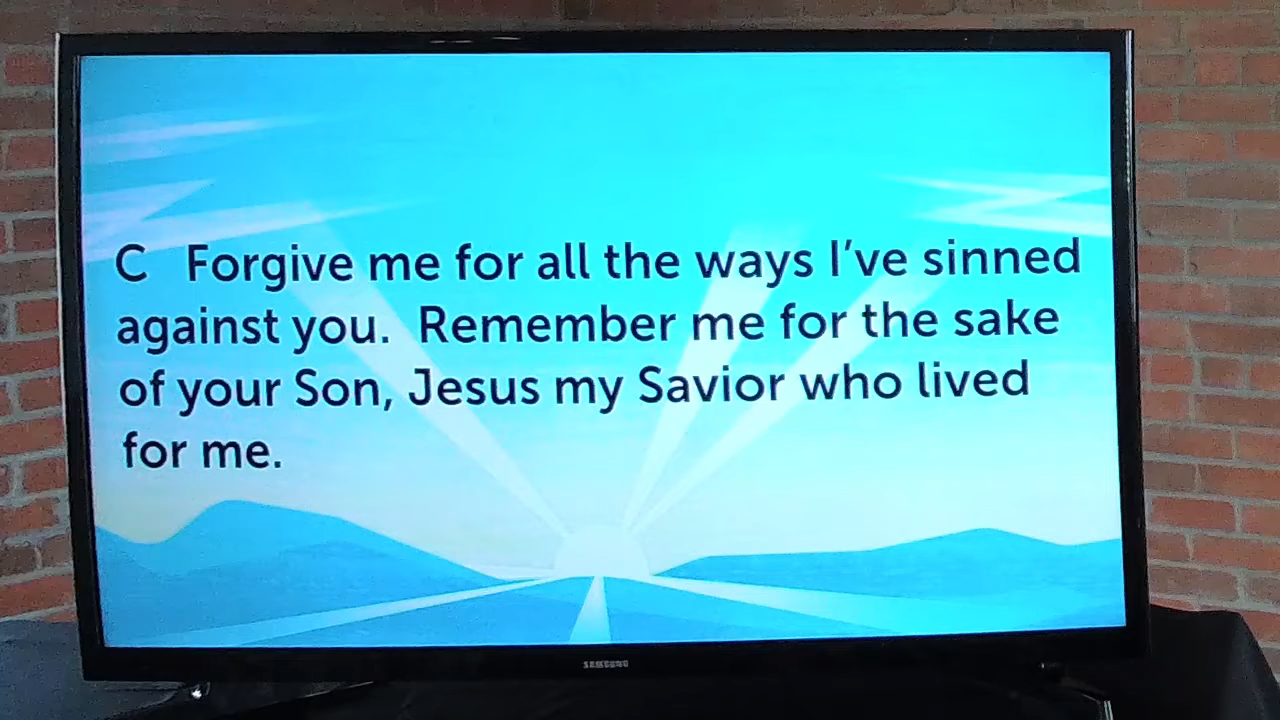 C   Forgive me for all the ways I've sinned
against you.  Remember me for the sake
of your Son, Jesus my Savior who lived
for me.
SAMSUNG